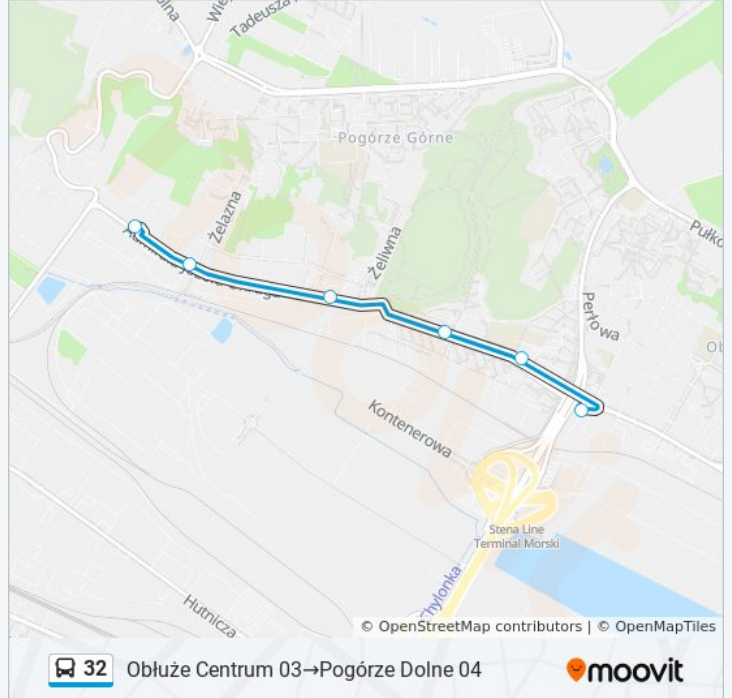 Tadeusza
Pogórze Górne
Żelazna
Żeliwna
Pułko
Perłowa
Ob
Kontenerowa
Stena Line
Terminal Morski
Chylonka
Hutnicza
© OpenStreetMap contributors | © OpenMapTiles
32 Obłuże Centrum 03→Pogórze Dolne 04 moovit